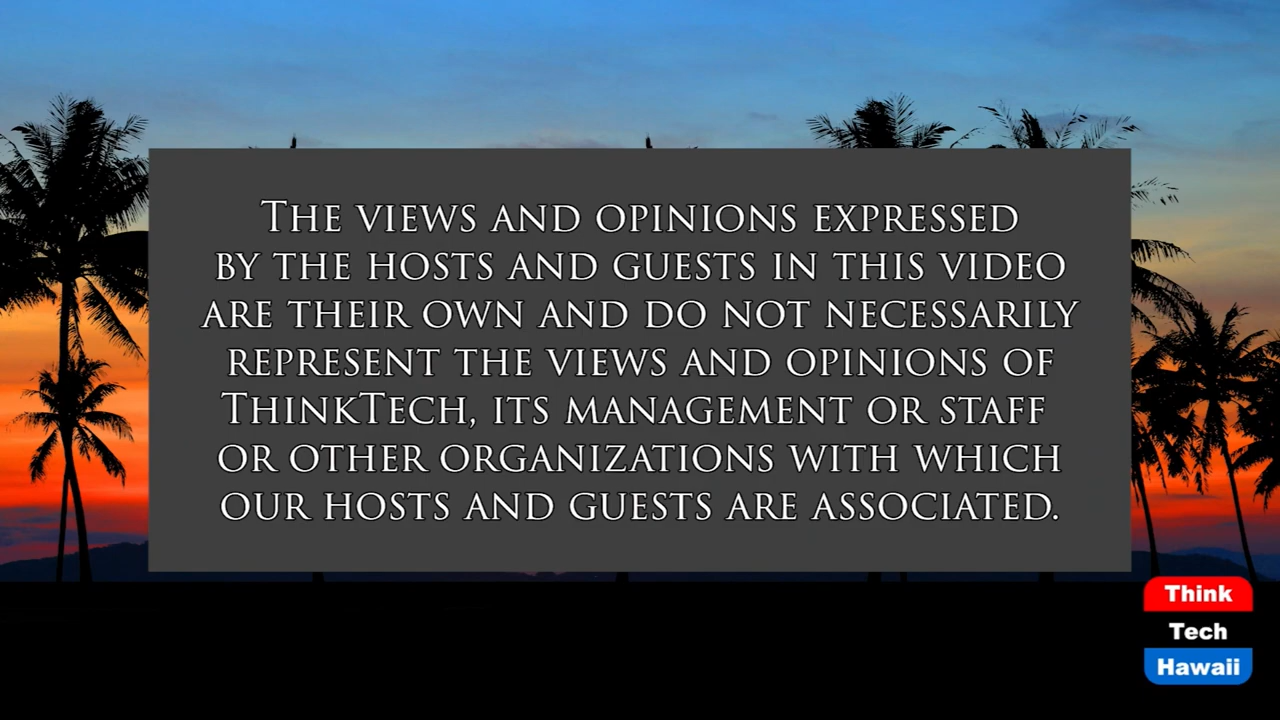 The views and opinions expressed
by the hosts and guests in this video
are their own and do not necessarily
represent the views and opinions of
ThinkTech, its management or staff
or other organizations with which
our hosts and guests are associated.
Think
Tech
Hawaii